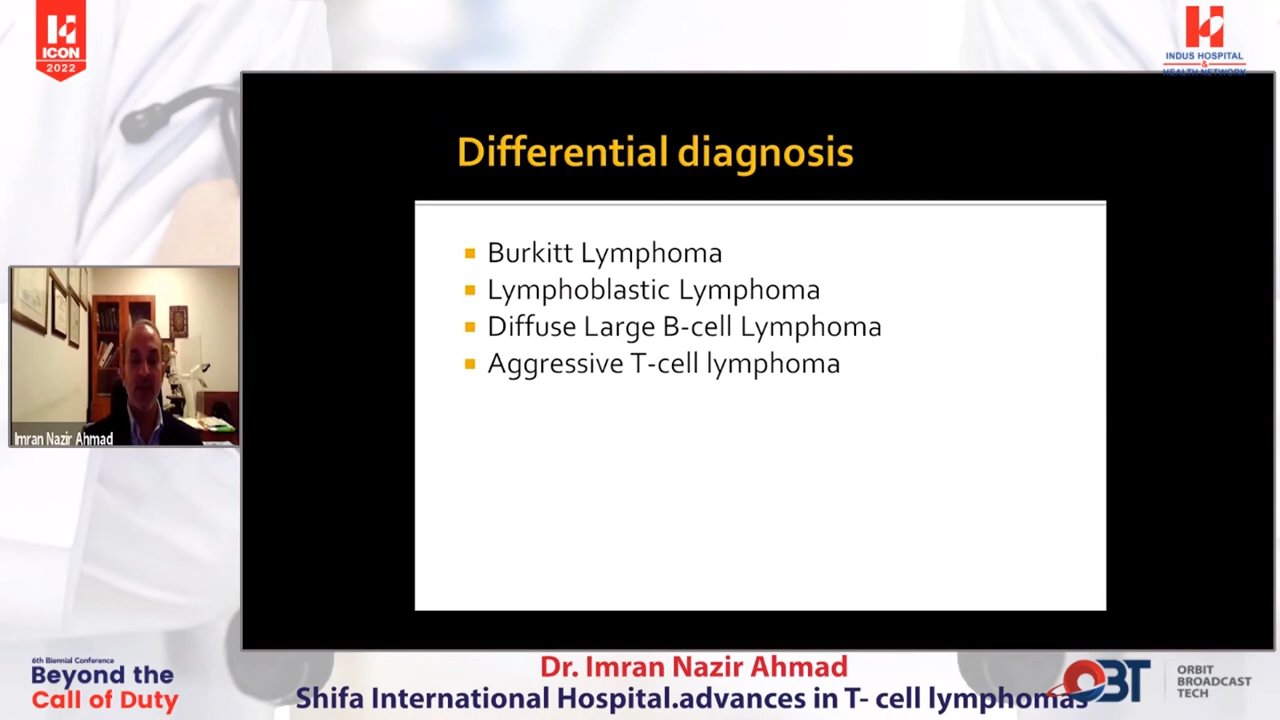 ICON
2022
INDUS HOSPITAL
&
HEALTH NETWORK
Differential diagnosis
Burkitt Lymphoma
Lymphoblastic Lymphoma
Diffuse Large B-cell Lymphoma
Aggressive T-cell lymphoma
Imran Nazir Ahmad
6th Biennial Conference
Beyond the
Call of Duty
Dr. Imran Nazir Ahmad
Shifa International Hospital.advances in T- cell lymphomas
OBT
ORBIT
BROADCAST
TECH